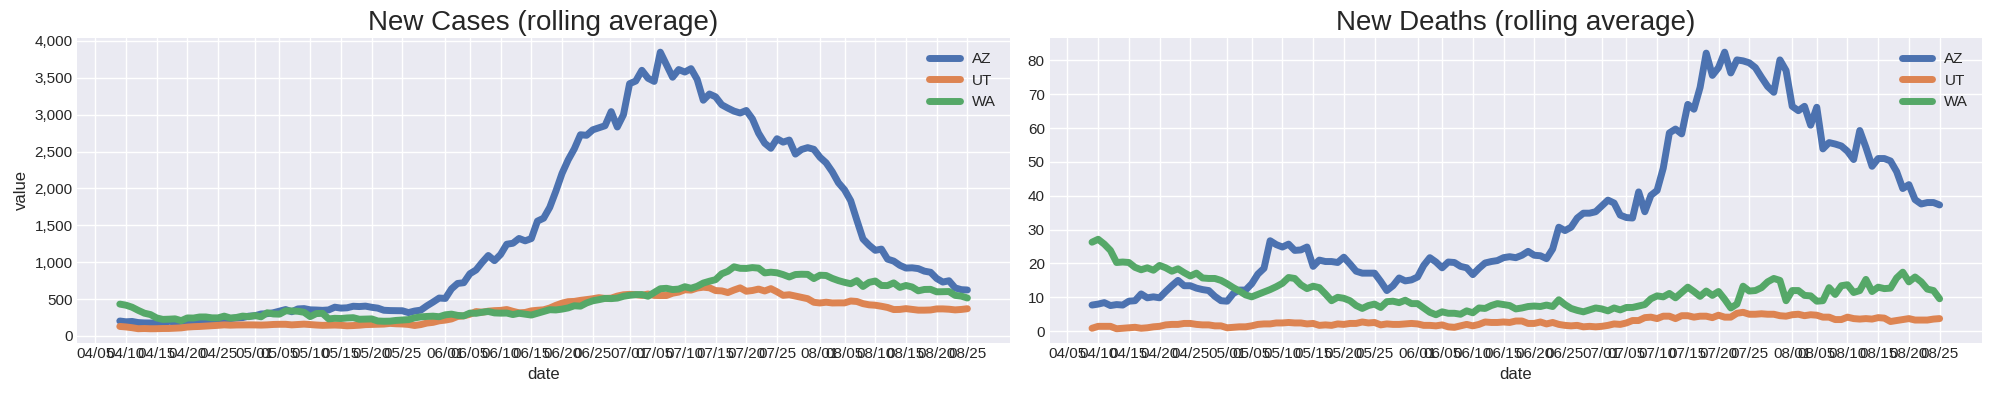 New Cases (rolling average)
4,000
3,500
3,000
2,500
2,000
1,500
1,000
500
0
value
AZ
UT
WA
04/05 04/10 04/15 04/20 04/25 05/01 05/05 05/10 05/15 05/20 05/25 06/01 06/05 06/10 06/15 06/20 06/25 07/01 07/05 07/10 07/15 07/20 07/25 08/01 08/05 08/10 08/15 08/20 08/25
date
New Deaths (rolling average)
80
70
60
50
40
30
20
10
0
AZ
UT
WA
04/05 04/10 04/15 04/20 04/25 05/01 05/05 05/10 05/15 05/20 05/25 06/01 06/05 06/10 06/15 06/20 06/25 07/01 07/05 07/10 07/15 07/20 07/25 08/01 08/05 08/10 08/15 08/20 08/25
date